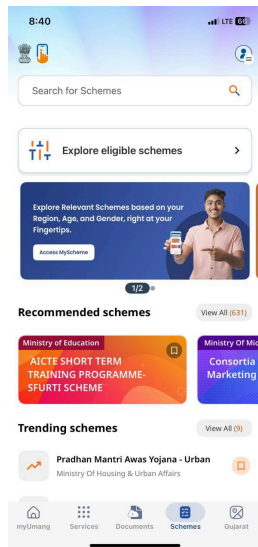 8:40
LTE 66
Search for Schemes
Explore eligible schemes
Explore Relevant Schemes based on your
Region, Age, and Gender, right at your
Fingertips.
Access MyScheme
1/2
Recommended schemes
View All (631)
Ministry of Education
AICTE SHORT TERM
TRAINING PROGRAMME-
SFURTI SCHEME
Ministry Of Mic
Consortia
Marketing
Trending schemes
View All (9)
Pradhan Mantri Awas Yojana - Urban
Ministry Of Housing & Urban Affairs
myUmang
Services
Documents
Schemes
Gujarat